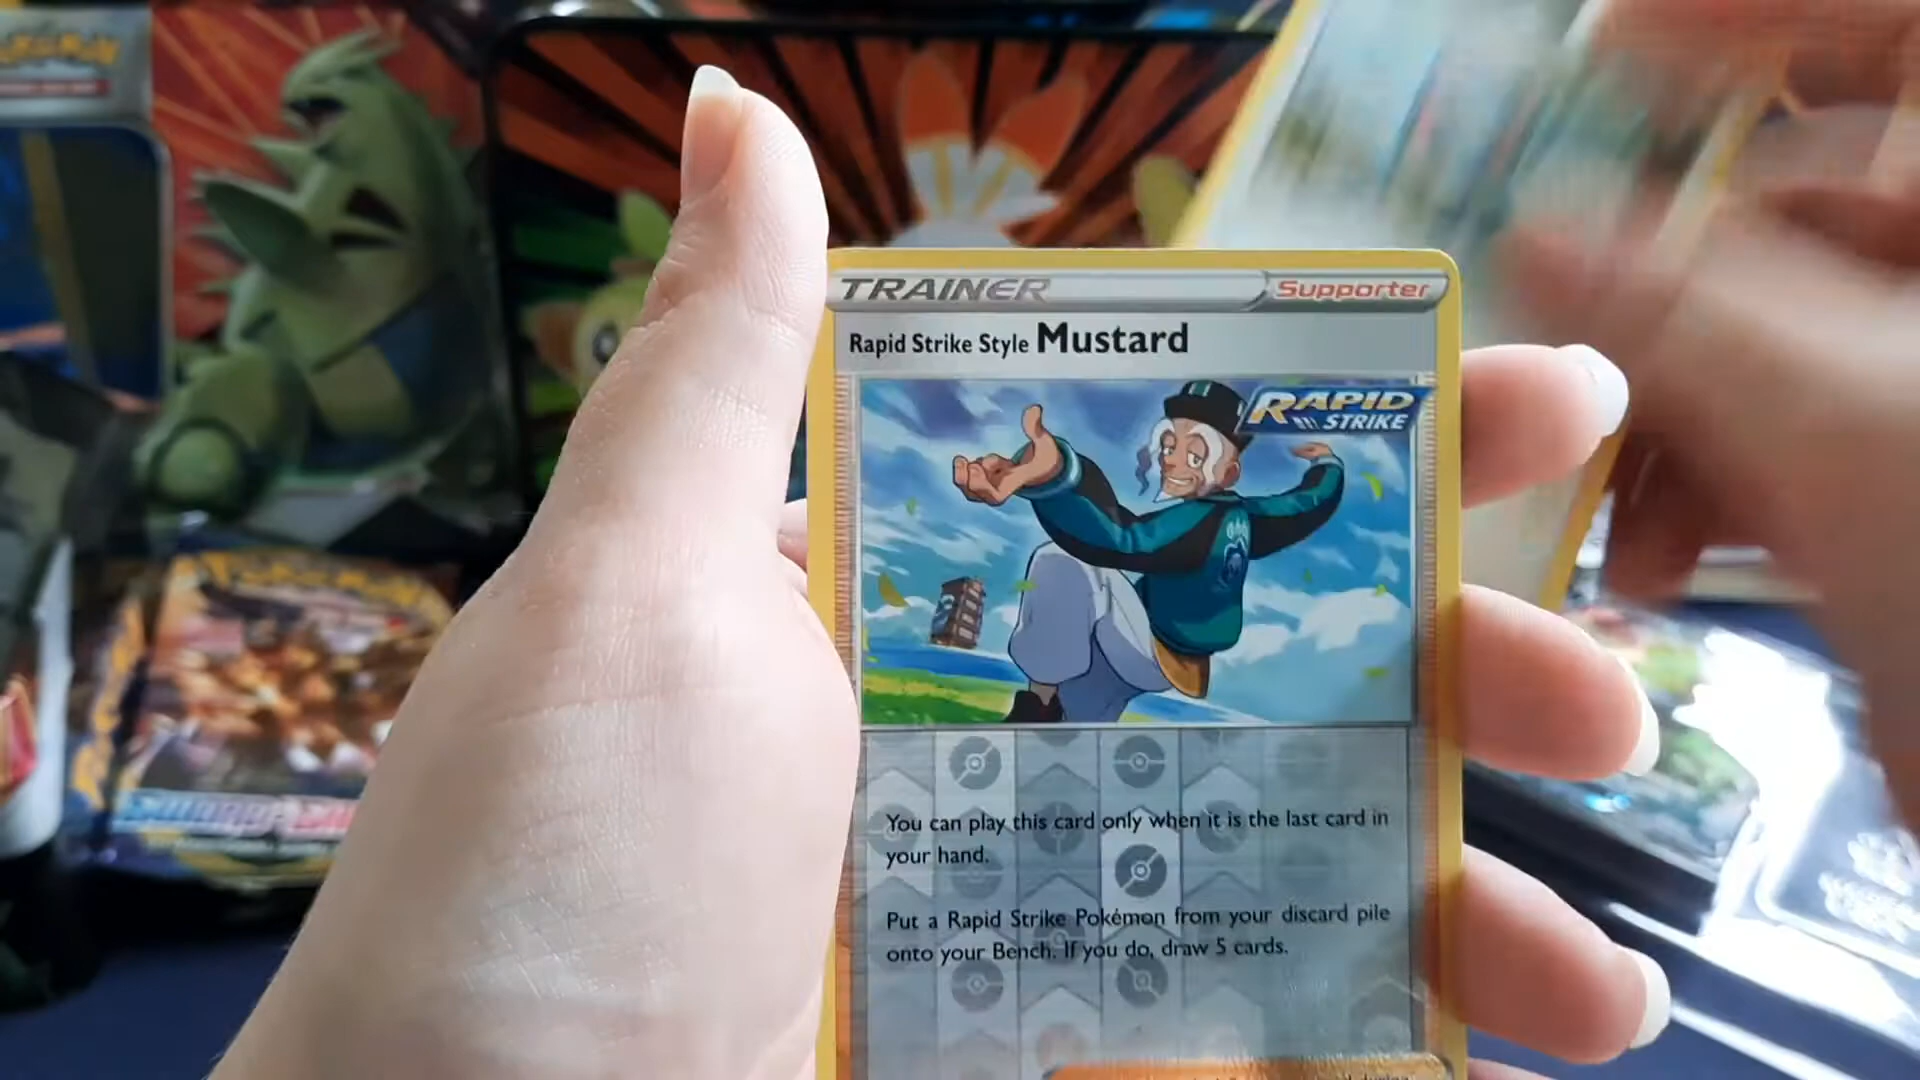 Pokémon
TRAINER
Supporter
Rapid Strike Style Mustard
RAPID
STRIKE
You can play this card only when it is the last card in
your hand.
Put a Rapid Strike Pokémon from your discard pile
onto your Bench. If you do, draw 5 cards.